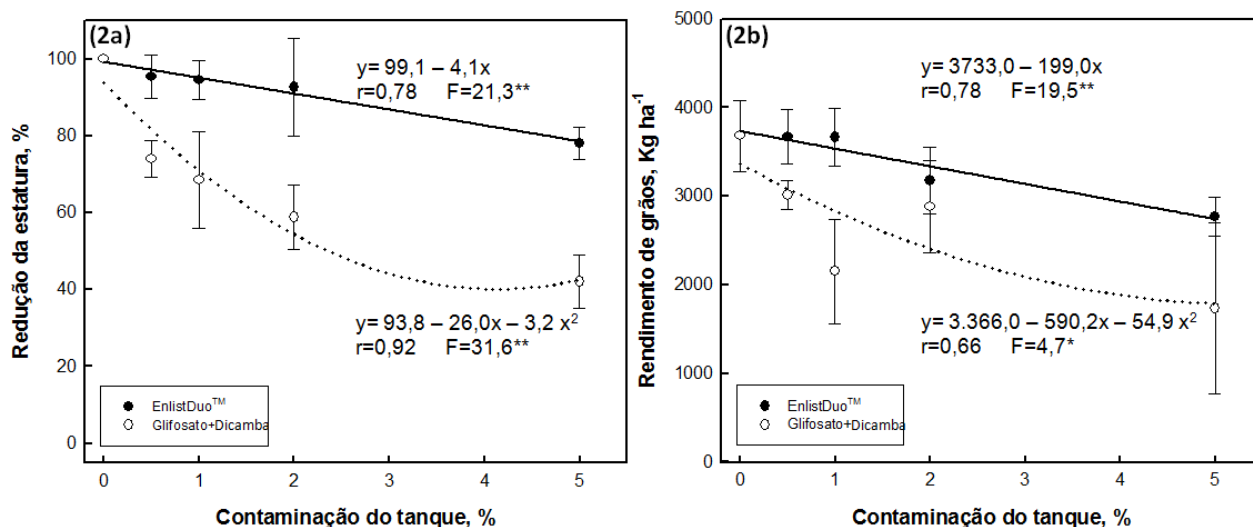 (2a)
y= 99,1 – 4,1x
r=0,78 F=21,3**
y= 93,8 – 26,0x – 3,2 x²
r=0,92 F=31,6**
Redução da estatura, %
100
80
60
40
20
0
EnlistDuo™
Glifosato+Dicamba
0 1 2 3 4 5
Contaminação do tanque, %
(2b)
y= 3733,0 – 199,0x
r=0,78 F=19,5**
y= 3.366,0 – 590,2x – 54,9 x²
r=0,66 F=4,7*
Rendimento de grãos, Kg ha⁻¹
5000
4000
3000
2000
1000
0
EnlistDuo™
Glifosato+Dicamba
0 1 2 3 4 5
Contaminação do tanque, %